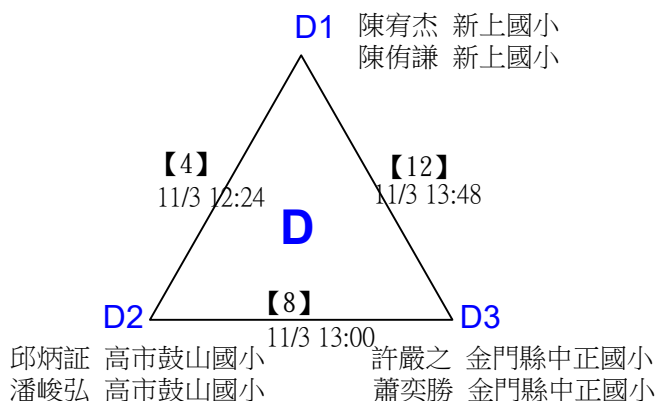 D1 陳宥杰 新上國小
陳侑謙 新上國小
【4】 【12】
11/3 12:24 11/3 13:48
D
【8】
D2 D3
11/3 13:00
邱炳証 高市鼓山國小 許嚴之 金門縣中正國小
潘峻弘 高市鼓山國小 蕭奕勝 金門縣中正國小